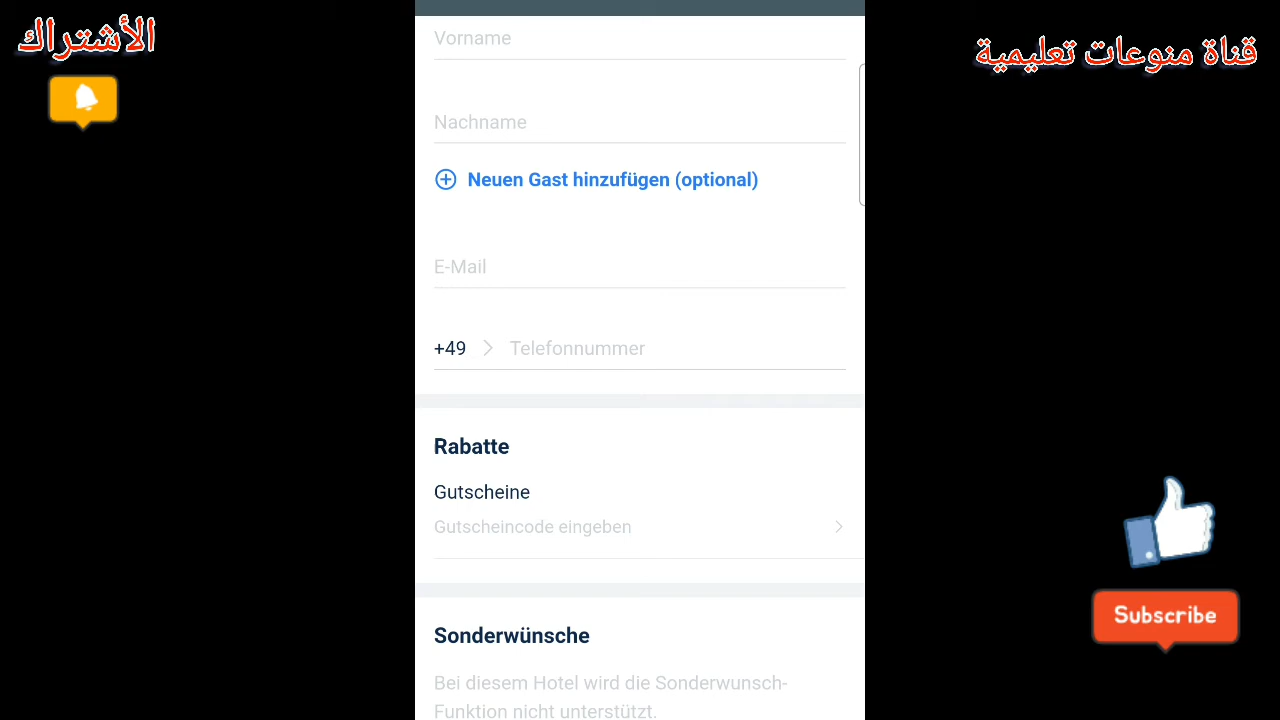 الأشتراك
قناة منوعات تعليمية
Vorname
Nachname
Neuen Gast hinzufügen (optional)
E-Mail
+49 Telefonnummer
Rabatte
Gutscheine
Gutscheincode eingeben
Sonderwünsche
Bei diesem Hotel wird die Sonderwunsch-
Funktion nicht unterstützt.
Subscribe